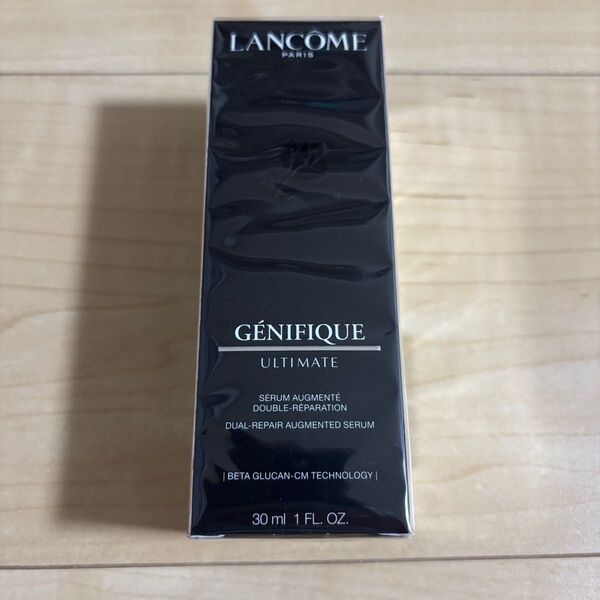 LANCÔME
PARIS
GÉNIFIQUE
ULTIMATE
SÉRUM AUGMENTÉ
DOUBLE-RÉPARATION
DUAL-REPAIR AUGMENTED SERUM
| BETA GLUCAN-CM TECHNOLOGY |
30 ml 1 FL. OZ.